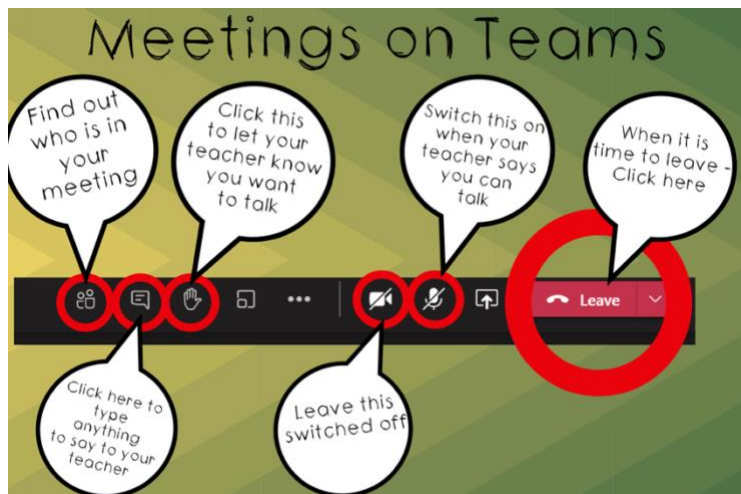 Meetings on Teams
Find out
who is in
your
meeting
Click this
to let your
teacher know
you want
to talk
Switch this on
when your
teacher says
you can
talk
When it is
time to leave -
Click here
Leave
Click here to
type
anything
to say to your
teacher
Leave this
switched off